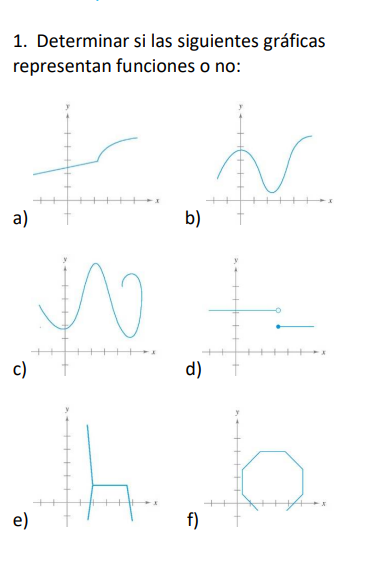 1. Determinar si las siguientes gráficas
representan funciones o no:
y
x
a)
y
x
b)
y
x
c)
y
x
d)
y
x
e)
y
x
f)